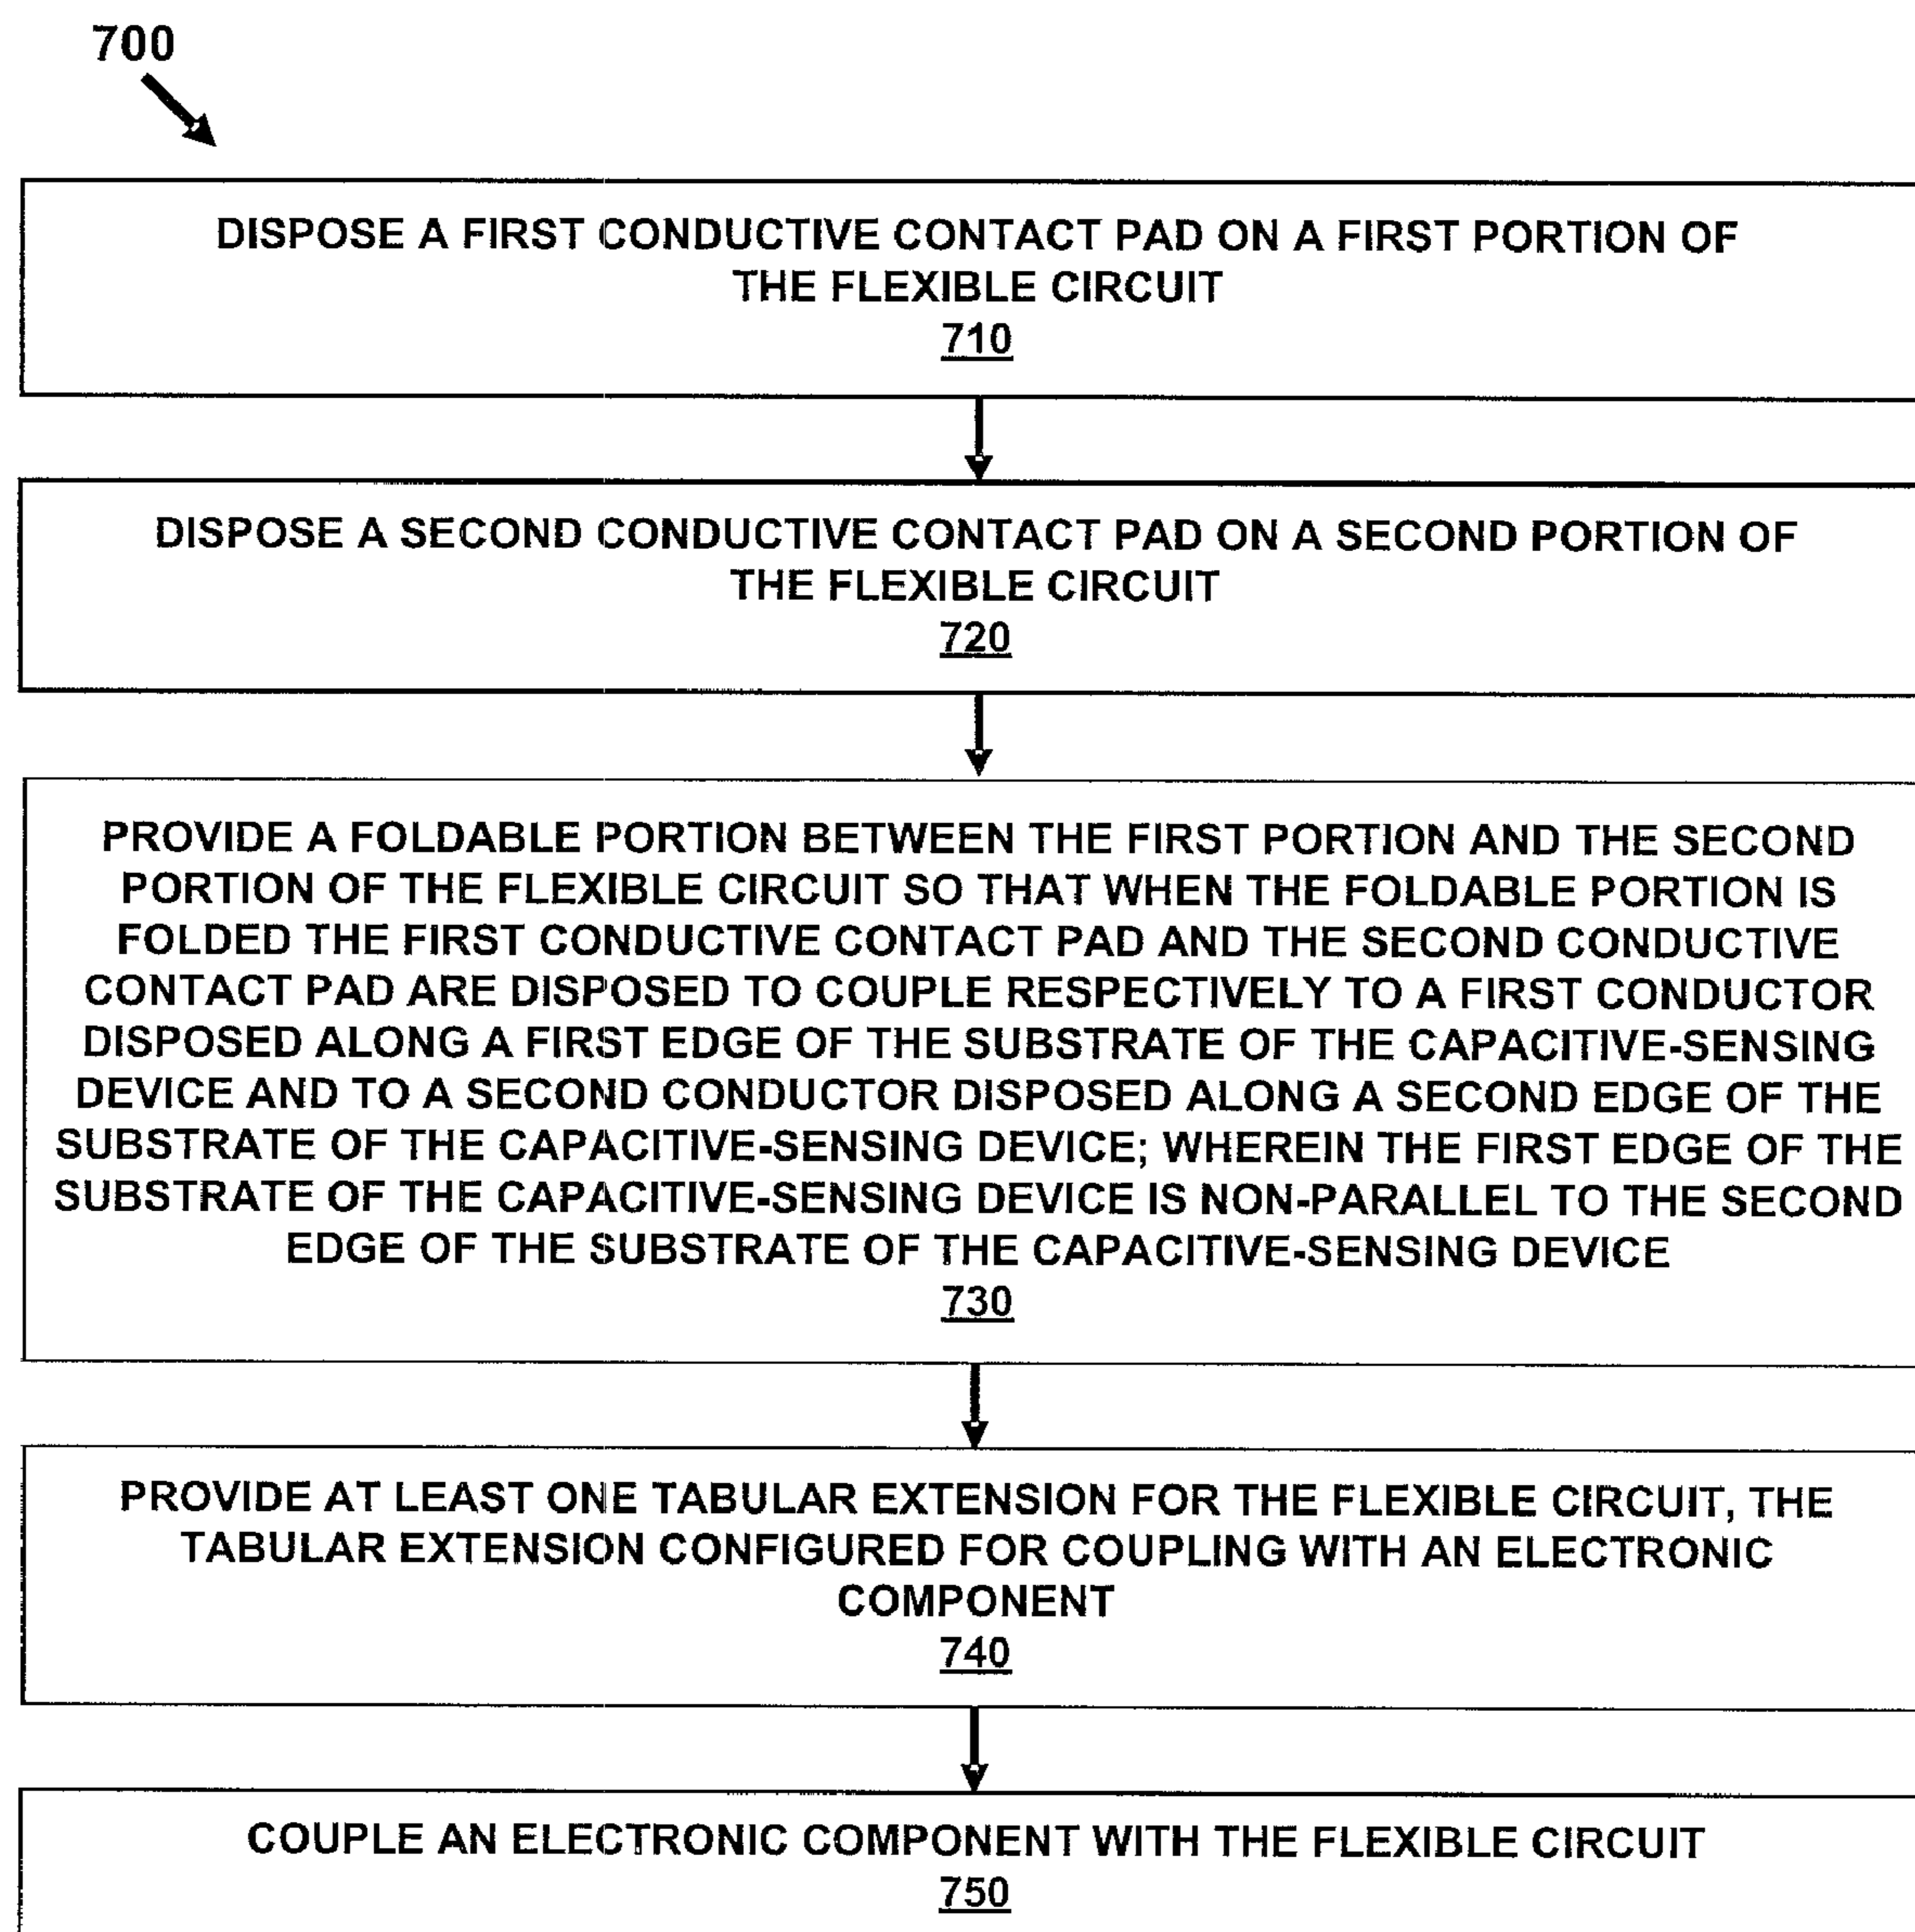 700
DISPOSE A FIRST CONDUCTIVE CONTACT PAD ON A FIRST PORTION OF
THE FLEXIBLE CIRCUIT
710
DISPOSE A SECOND CONDUCTIVE CONTACT PAD ON A SECOND PORTION OF
THE FLEXIBLE CIRCUIT
720
PROVIDE A FOLDABLE PORTION BETWEEN THE FIRST PORTION AND THE SECOND
PORTION OF THE FLEXIBLE CIRCUIT SO THAT WHEN THE FOLDABLE PORTION IS
FOLDED THE FIRST CONDUCTIVE CONTACT PAD AND THE SECOND CONDUCTIVE
CONTACT PAD ARE DISPOSED TO COUPLE RESPECTIVELY TO A FIRST CONDUCTOR
DISPOSED ALONG A FIRST EDGE OF THE SUBSTRATE OF THE CAPACITIVE-SENSING
DEVICE AND TO A SECOND CONDUCTOR DISPOSED ALONG A SECOND EDGE OF THE
SUBSTRATE OF THE CAPACITIVE-SENSING DEVICE; WHEREIN THE FIRST EDGE OF THE
SUBSTRATE OF THE CAPACITIVE-SENSING DEVICE IS NON-PARALLEL TO THE SECOND
EDGE OF THE SUBSTRATE OF THE CAPACITIVE-SENSING DEVICE
730
PROVIDE AT LEAST ONE TABULAR EXTENSION FOR THE FLEXIBLE CIRCUIT, THE
TABULAR EXTENSION CONFIGURED FOR COUPLING WITH AN ELECTRONIC
COMPONENT
740
COUPLE AN ELECTRONIC COMPONENT WITH THE FLEXIBLE CIRCUIT
750